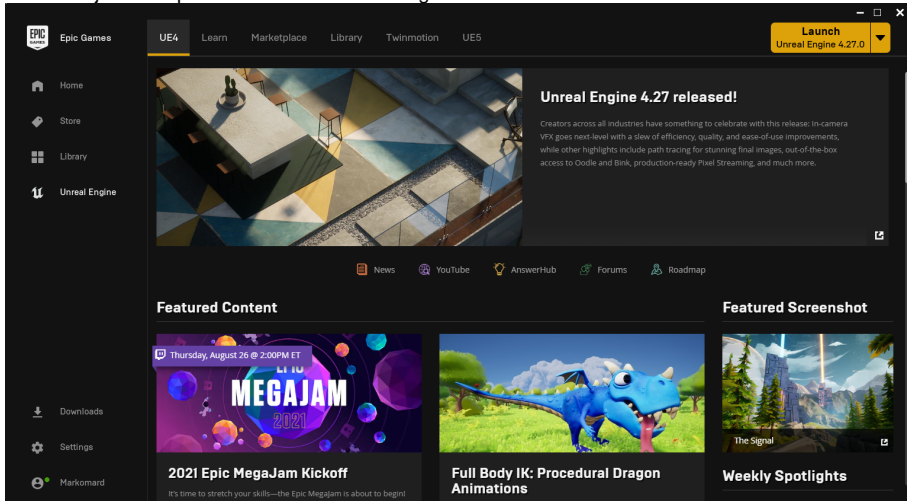 EPIC
GAMES
Epic Games
UE4
Learn
Marketplace
Library
Twinmotion
UE5
Launch
Unreal Engine 4.27.0
Home
Store
Library
Unreal Engine
Downloads
Settings
Markomard
Unreal Engine 4.27 released!
Creators across all industries have something to celebrate with this release: In-camera
VFX goes next-level with a slew of efficiency, quality, and ease-of-use improvements,
while other highlights include path tracing for stunning final images, out-of-the-box
access to Oodle and Bink, production-ready Pixel Streaming, and much more.
News
YouTube
AnswerHub
Forums
Roadmap
Featured Content
Thursday, August 26 @ 2:00PM ET
EPIC
MEGAJAM
2021
2021 Epic MegaJam Kickoff
It's time to stretch your skills—the Epic MegaJam is about to begin!
Full Body IK: Procedural Dragon
Animations
Featured Screenshot
The Signal
Weekly Spotlights